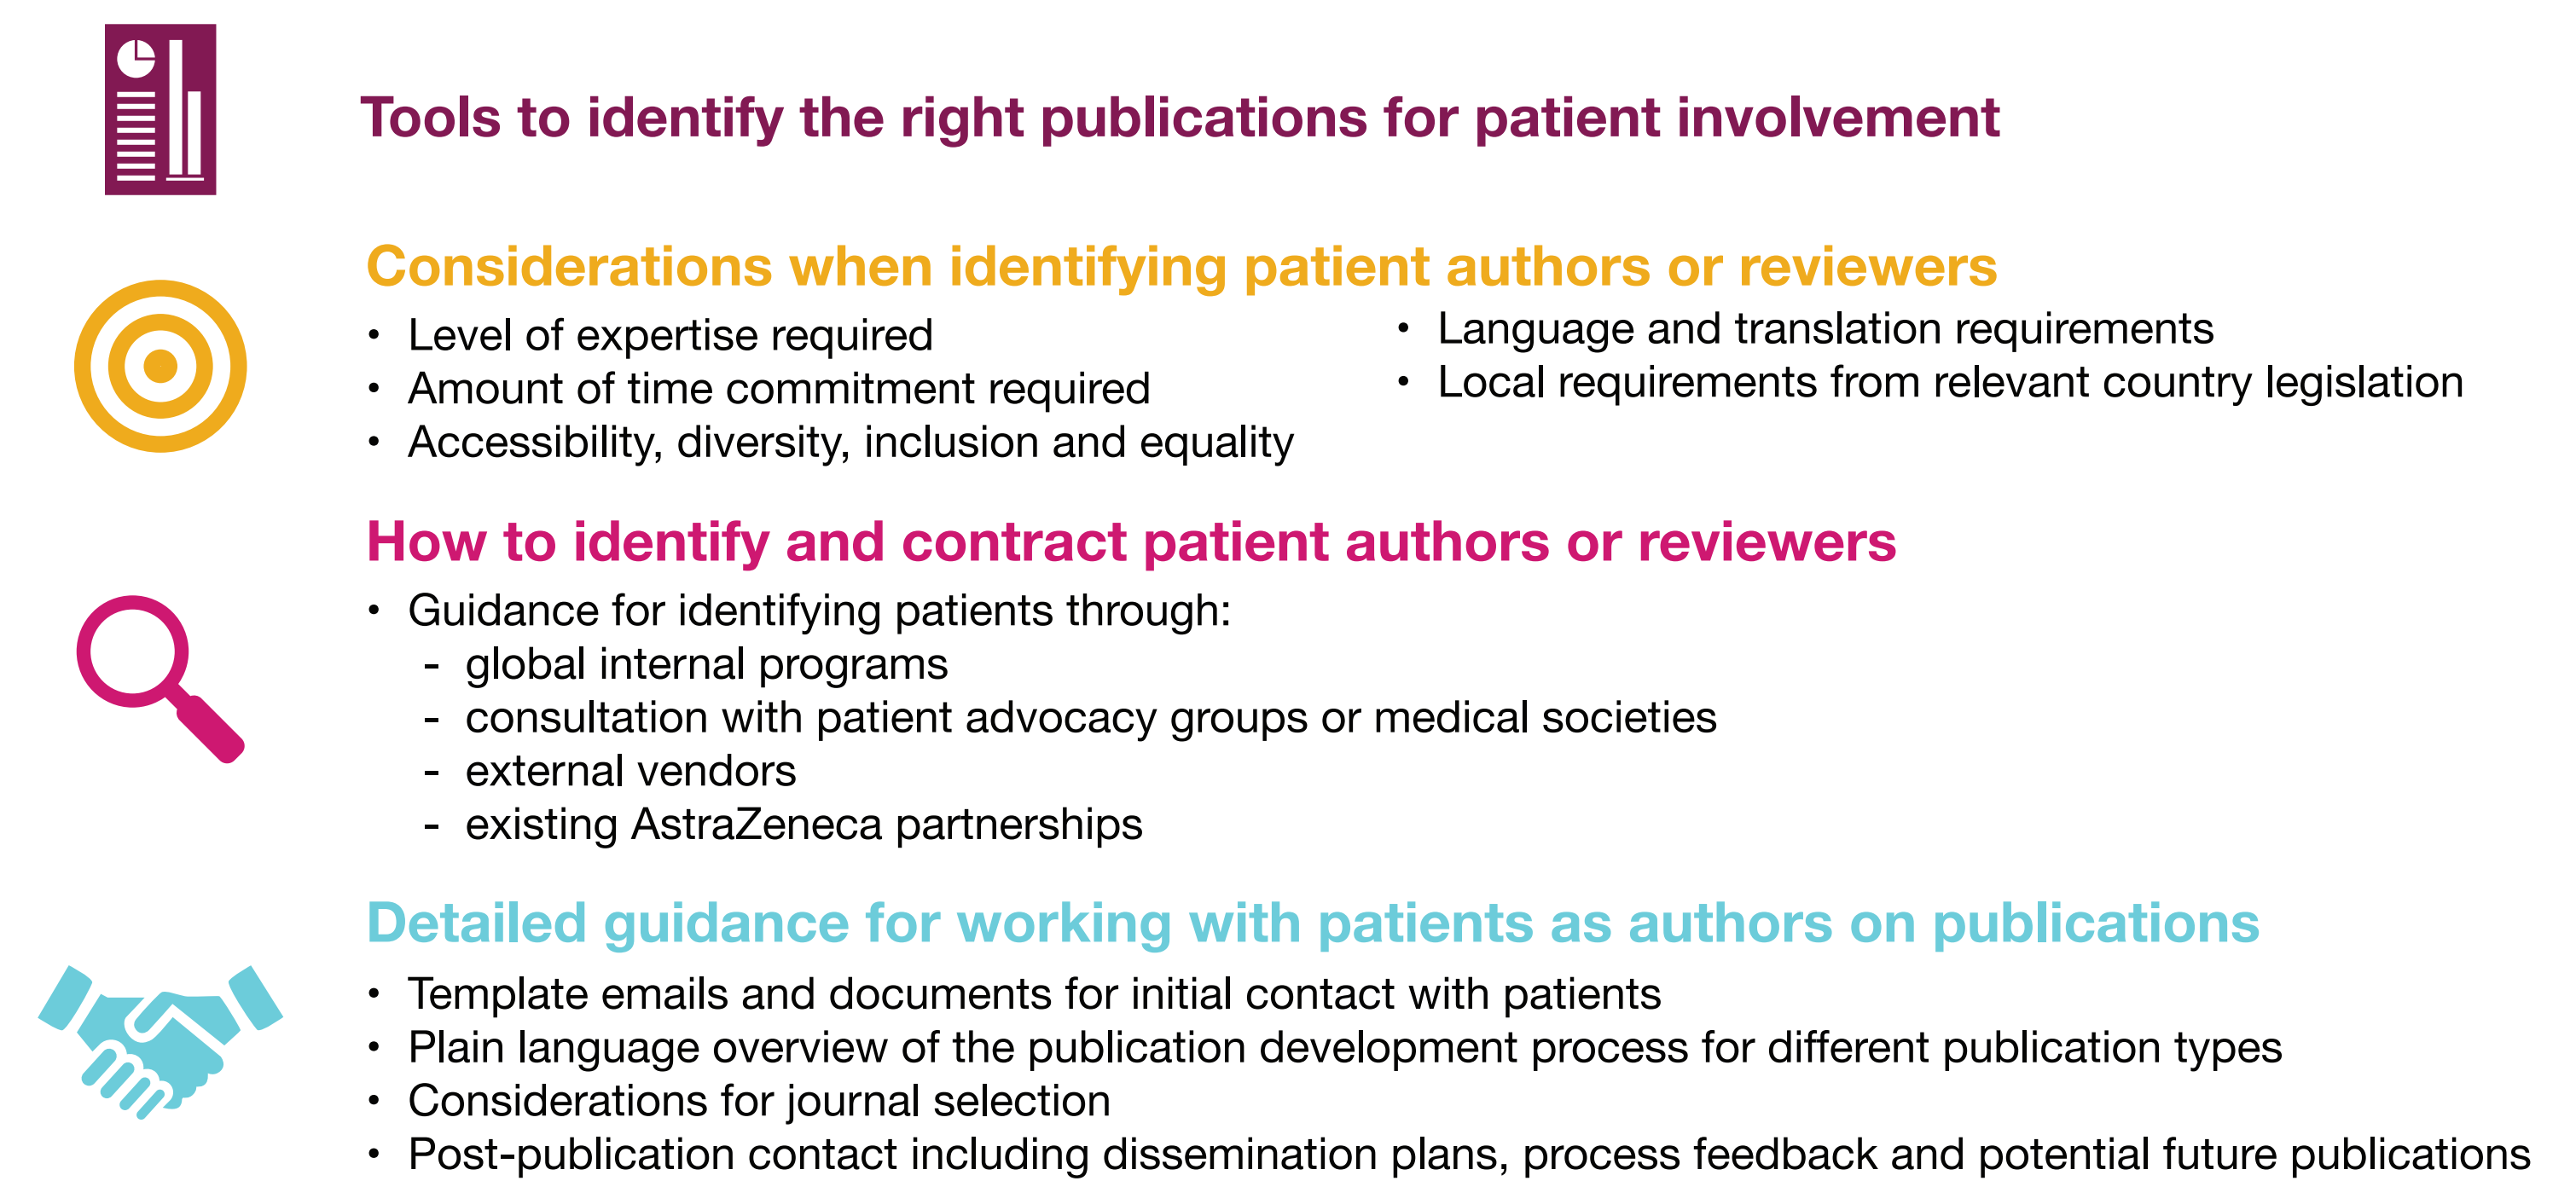 Tools to identify the right publications for patient involvement
Considerations when identifying patient authors or reviewers
• Level of expertise required
• Amount of time commitment required
• Accessibility, diversity, inclusion and equality
• Language and translation requirements
• Local requirements from relevant country legislation
How to identify and contract patient authors or reviewers
• Guidance for identifying patients through:
- global internal programs
- consultation with patient advocacy groups or medical societies
- external vendors
- existing AstraZeneca partnerships
Detailed guidance for working with patients as authors on publications
• Template emails and documents for initial contact with patients
• Plain language overview of the publication development process for different publication types
• Considerations for journal selection
• Post-publication contact including dissemination plans, process feedback and potential future publications